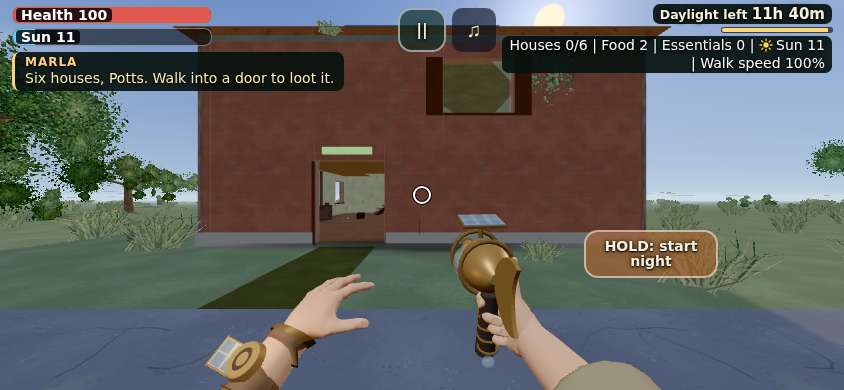 Health 100
Sun 11
MARLA
Six houses, Potts. Walk into a door to loot it.
Daylight left 11h 40m
Houses 0/6 | Food 2 | Essentials 0 | ☀ Sun 11
| Walk speed 100%
HOLD: start
night